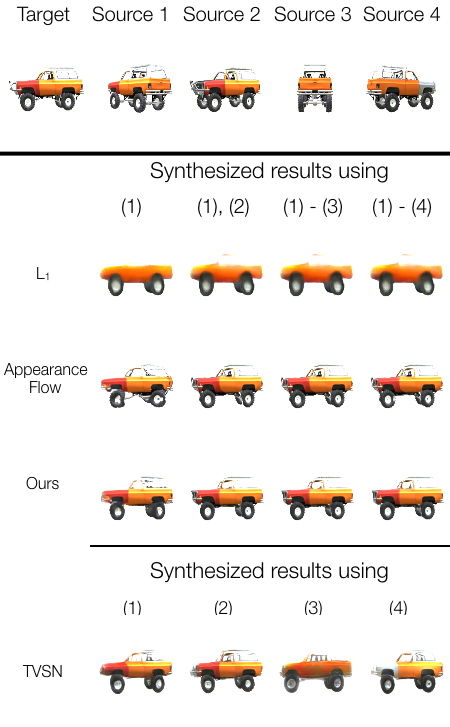 Target Source 1 Source 2 Source 3 Source 4
Synthesized results using
(1) (1), (2) (1) - (3) (1) - (4)
L1
Appearance
Flow
Ours
Synthesized results using
(1) (2) (3) (4)
TVSN